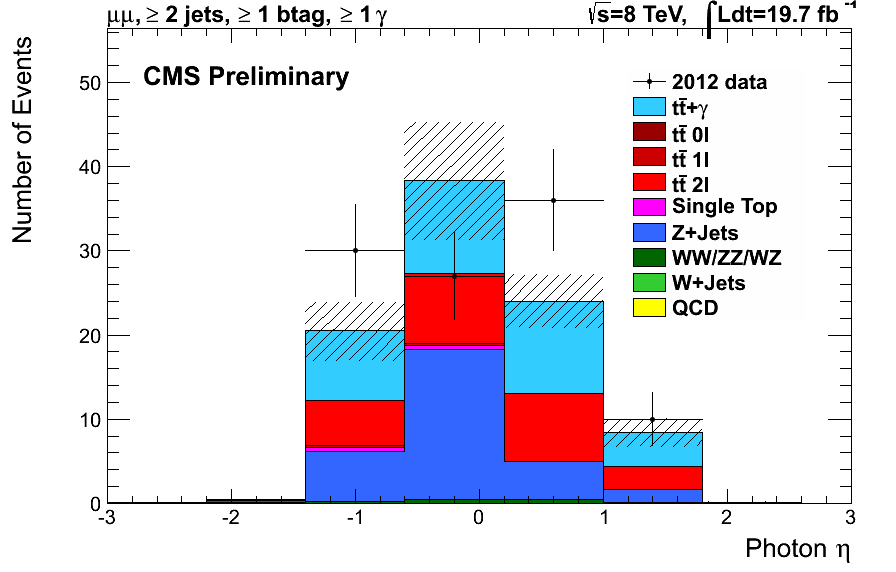 μμ, ≥ 2 jets, ≥ 1 btag, ≥ 1 γ
√s=8 TeV, ∫Ldt=19.7 fb⁻¹
CMS Preliminary
Number of Events
50
40
30
20
10
0
2012 data
tt̄+γ
tt̄ 0l
tt̄ 1l
tt̄ 2l
Single Top
Z+Jets
WW/ZZ/WZ
W+Jets
QCD
-3 -2 -1 0 1 2 3
Photon η